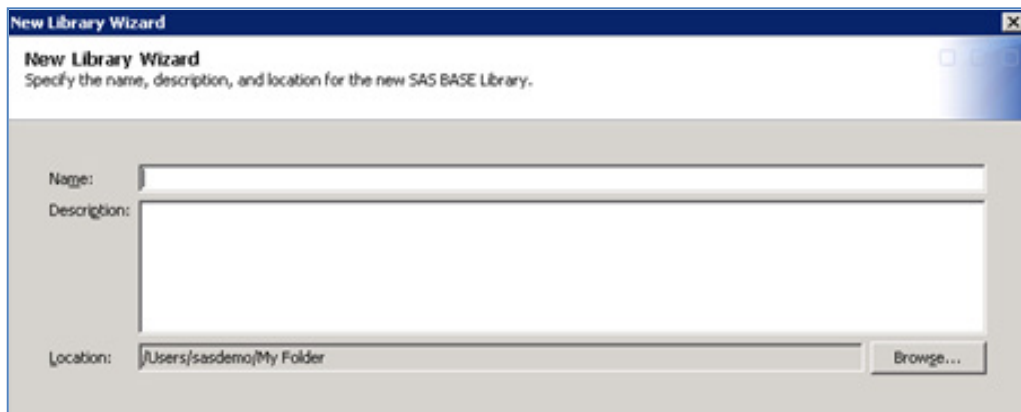 New Library Wizard
New Library Wizard
Specify the name, description, and location for the new SAS BASE Library.
Name:
Description:
Location: /Users/sasdemo/My Folder Browse...